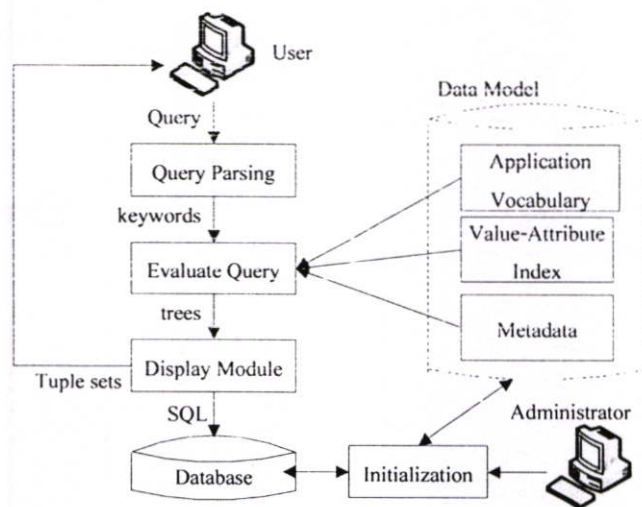 User
Data Model
Query
Query Parsing
Application
Vocabulary
keywords
Value-Attribute
Index
Evaluate Query
trees
Metadata
Display Module
Tuple sets
SQL
Administrator
Database
Initialization